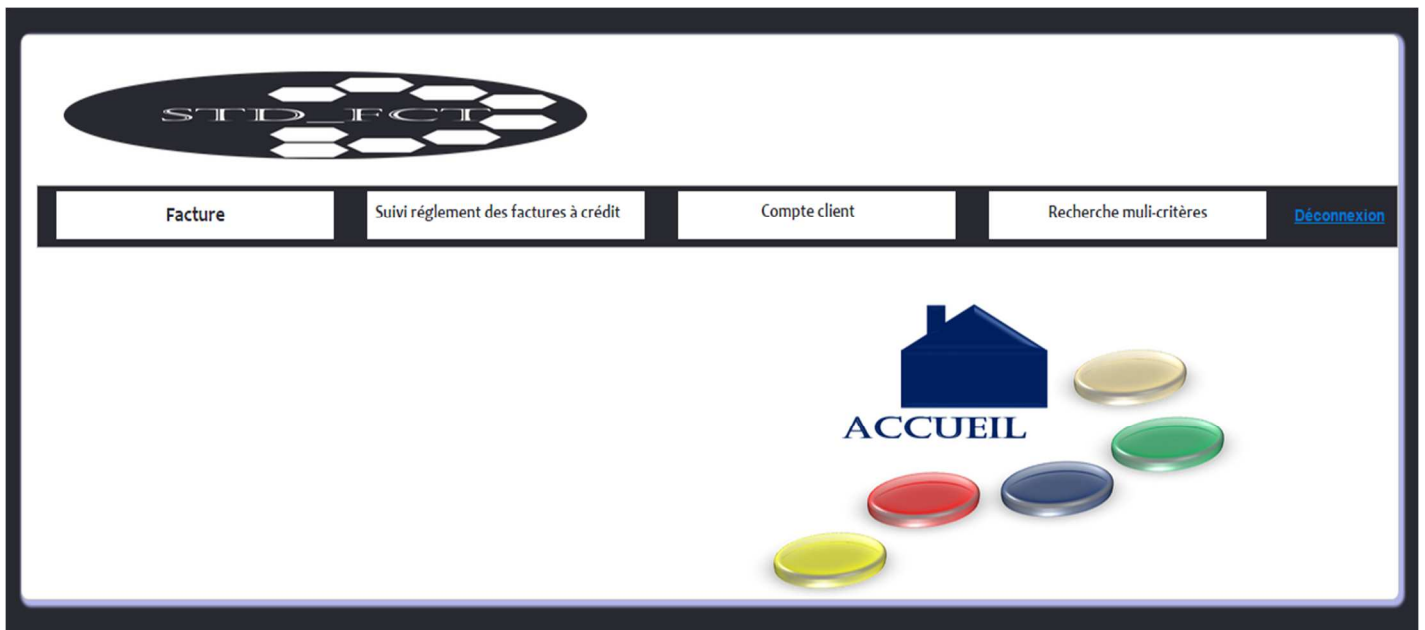 STD_FCT
Facture
Suivi réglement des factures à crédit
Compte client
Recherche muli-critères
Déconnexion
ACCUEIL